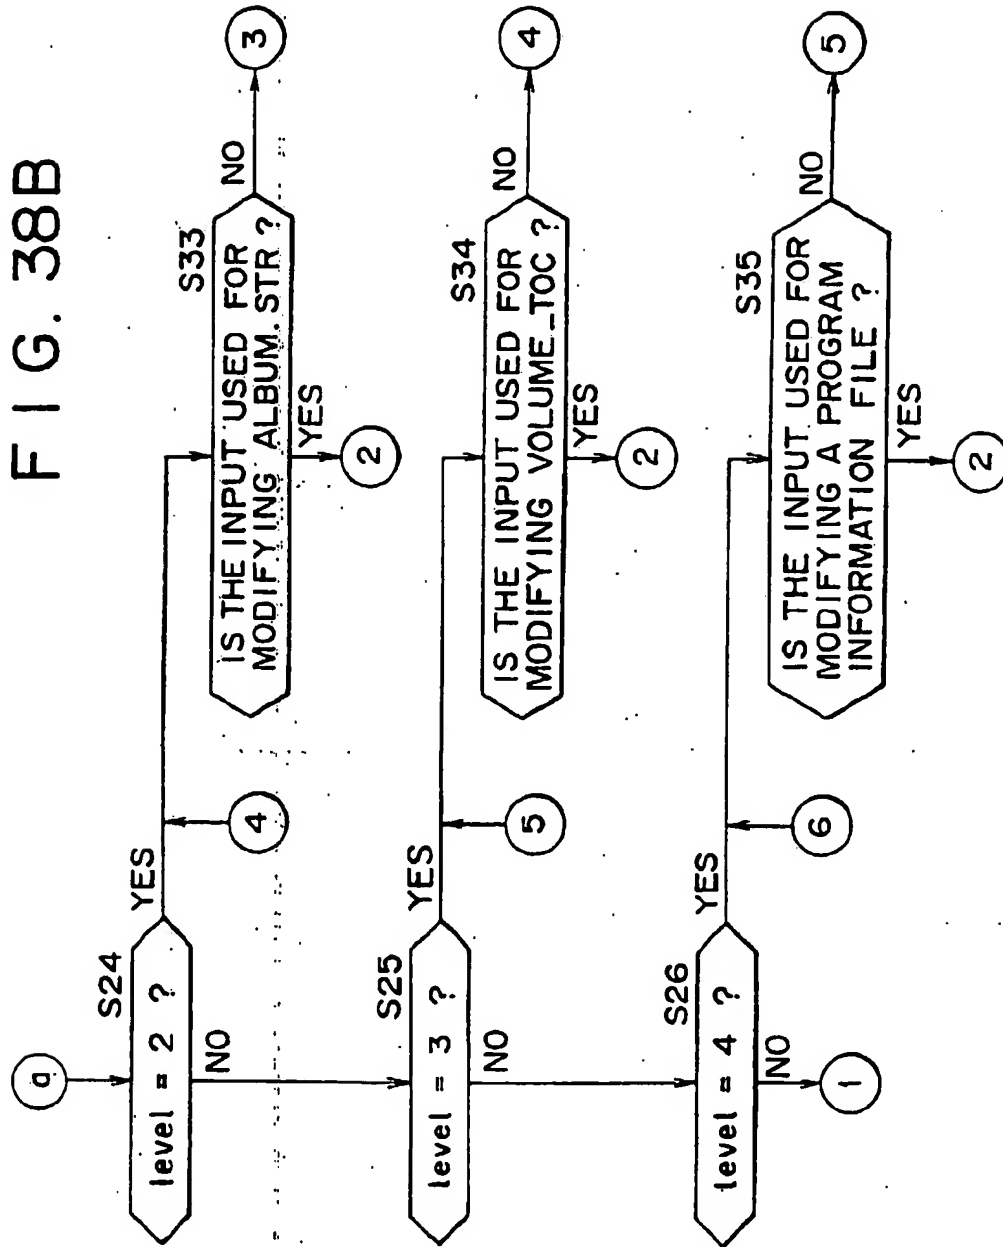 FIG. 38B
a
S24
level = 2 ?
YES
NO
4
S33
IS THE INPUT USED FOR
MODIFYING ALBUM.STR ?
NO
3
YES
2
S25
level = 3 ?
YES
NO
5
S34
IS THE INPUT USED FOR
MODIFYING VOLUME_TOC ?
NO
4
YES
2
S26
level = 4 ?
YES
NO
1
6
S35
IS THE INPUT USED FOR
MODIFYING A PROGRAM
INFORMATION FILE ?
NO
5
YES
2